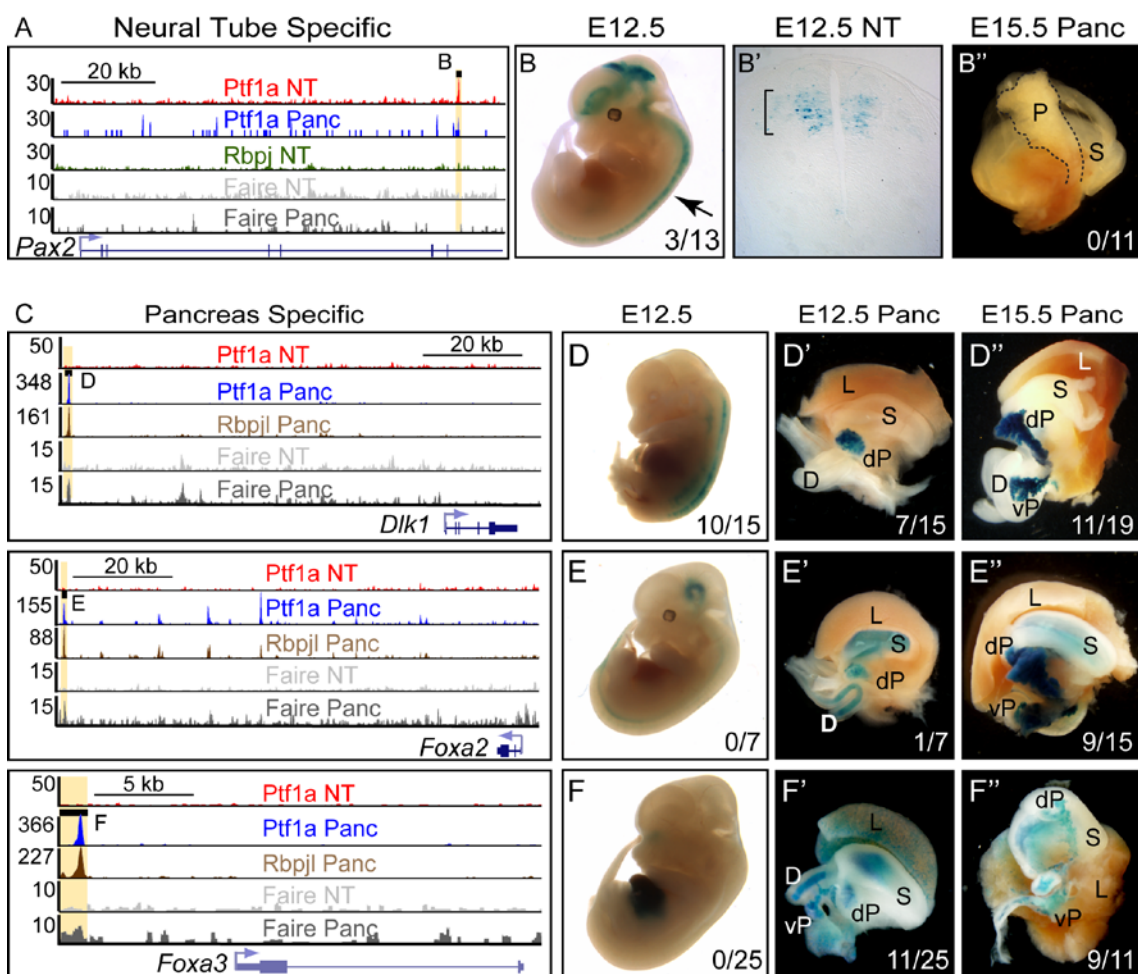 A Neural Tube Specific E12.5 E12.5 NT E15.5 Panc
20 kb B
30 Ptf1a NT
30 Ptf1a Panc
30 Rbpj NT
10 Faire NT
10 Faire Panc
Pax2
B 3/13
B'
B" P S 0/11
C Pancreas Specific E12.5 E12.5 Panc E15.5 Panc
50 Ptf1a NT 20 kb
348 D Ptf1a Panc
161 Rbpjl Panc
15 Faire NT
15 Faire Panc
Dlk1
D 10/15
D' L S dP D 7/15
D" L S dP D vP 11/19
50 20 kb Ptf1a NT
155 E Ptf1a Panc
88 Rbpjl Panc
15 Faire NT
15 Faire Panc
Foxa2
E 0/7
E' L S dP D 1/7
E" L dP S vP 9/15
50 5 kb Ptf1a NT
366 F Ptf1a Panc
227 Rbpjl Panc
10 Faire NT
10 Faire Panc
Foxa3
F 0/25
F' L D S vP dP 11/25
F" dP S L vP 9/11